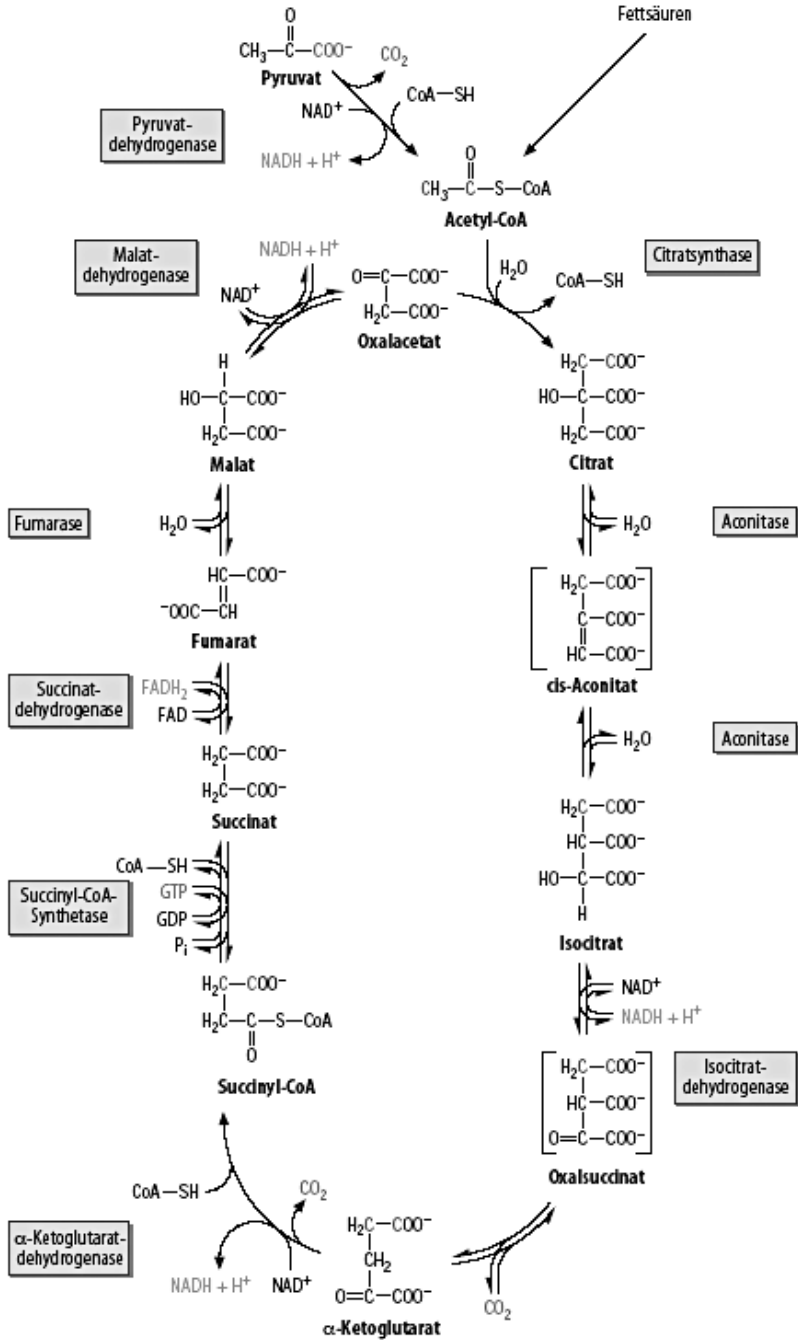 O
CH₃—C—COO⁻
Pyruvat
CO₂
Fettsäuren
NAD⁺
CoA—SH
Pyruvat-
dehydrogenase
NADH + H⁺
O
CH₃—C—S—CoA
Acetyl-CoA
Malat-
dehydrogenase
NADH + H⁺
NAD⁺
O=C—COO⁻
H₂C—COO⁻
Oxalacetat
H₂O
CoA—SH
Citratsynthase
H
HO—C—COO⁻
H₂C—COO⁻
Malat
H₂C—COO⁻
HO—C—COO⁻
H₂C—COO⁻
Citrat
Fumarase
H₂O
H₂O
Aconitase
HC—COO⁻
⁻OOC—CH
Fumarat
H₂C—COO⁻
C—COO⁻
HC—COO⁻
cis-Aconitat
Succinat-
dehydrogenase
FADH₂
FAD
H₂O
Aconitase
H₂C—COO⁻
H₂C—COO⁻
Succinat
H₂C—COO⁻
HC—COO⁻
HO—C—COO⁻
H
Isocitrat
Succinyl-CoA-
Synthetase
CoA—SH
GTP
GDP
Pᵢ
NAD⁺
NADH + H⁺
H₂C—COO⁻
H₂C—C—S—CoA
O
Succinyl-CoA
H₂C—COO⁻
HC—COO⁻
O=C—COO⁻
Oxalsuccinat
Isocitrat-
dehydrogenase
CoA—SH
CO₂
α-Ketoglutarat-
dehydrogenase
NADH + H⁺
NAD⁺
H₂C—COO⁻
CH₂
O=C—COO⁻
α-Ketoglutarat
CO₂